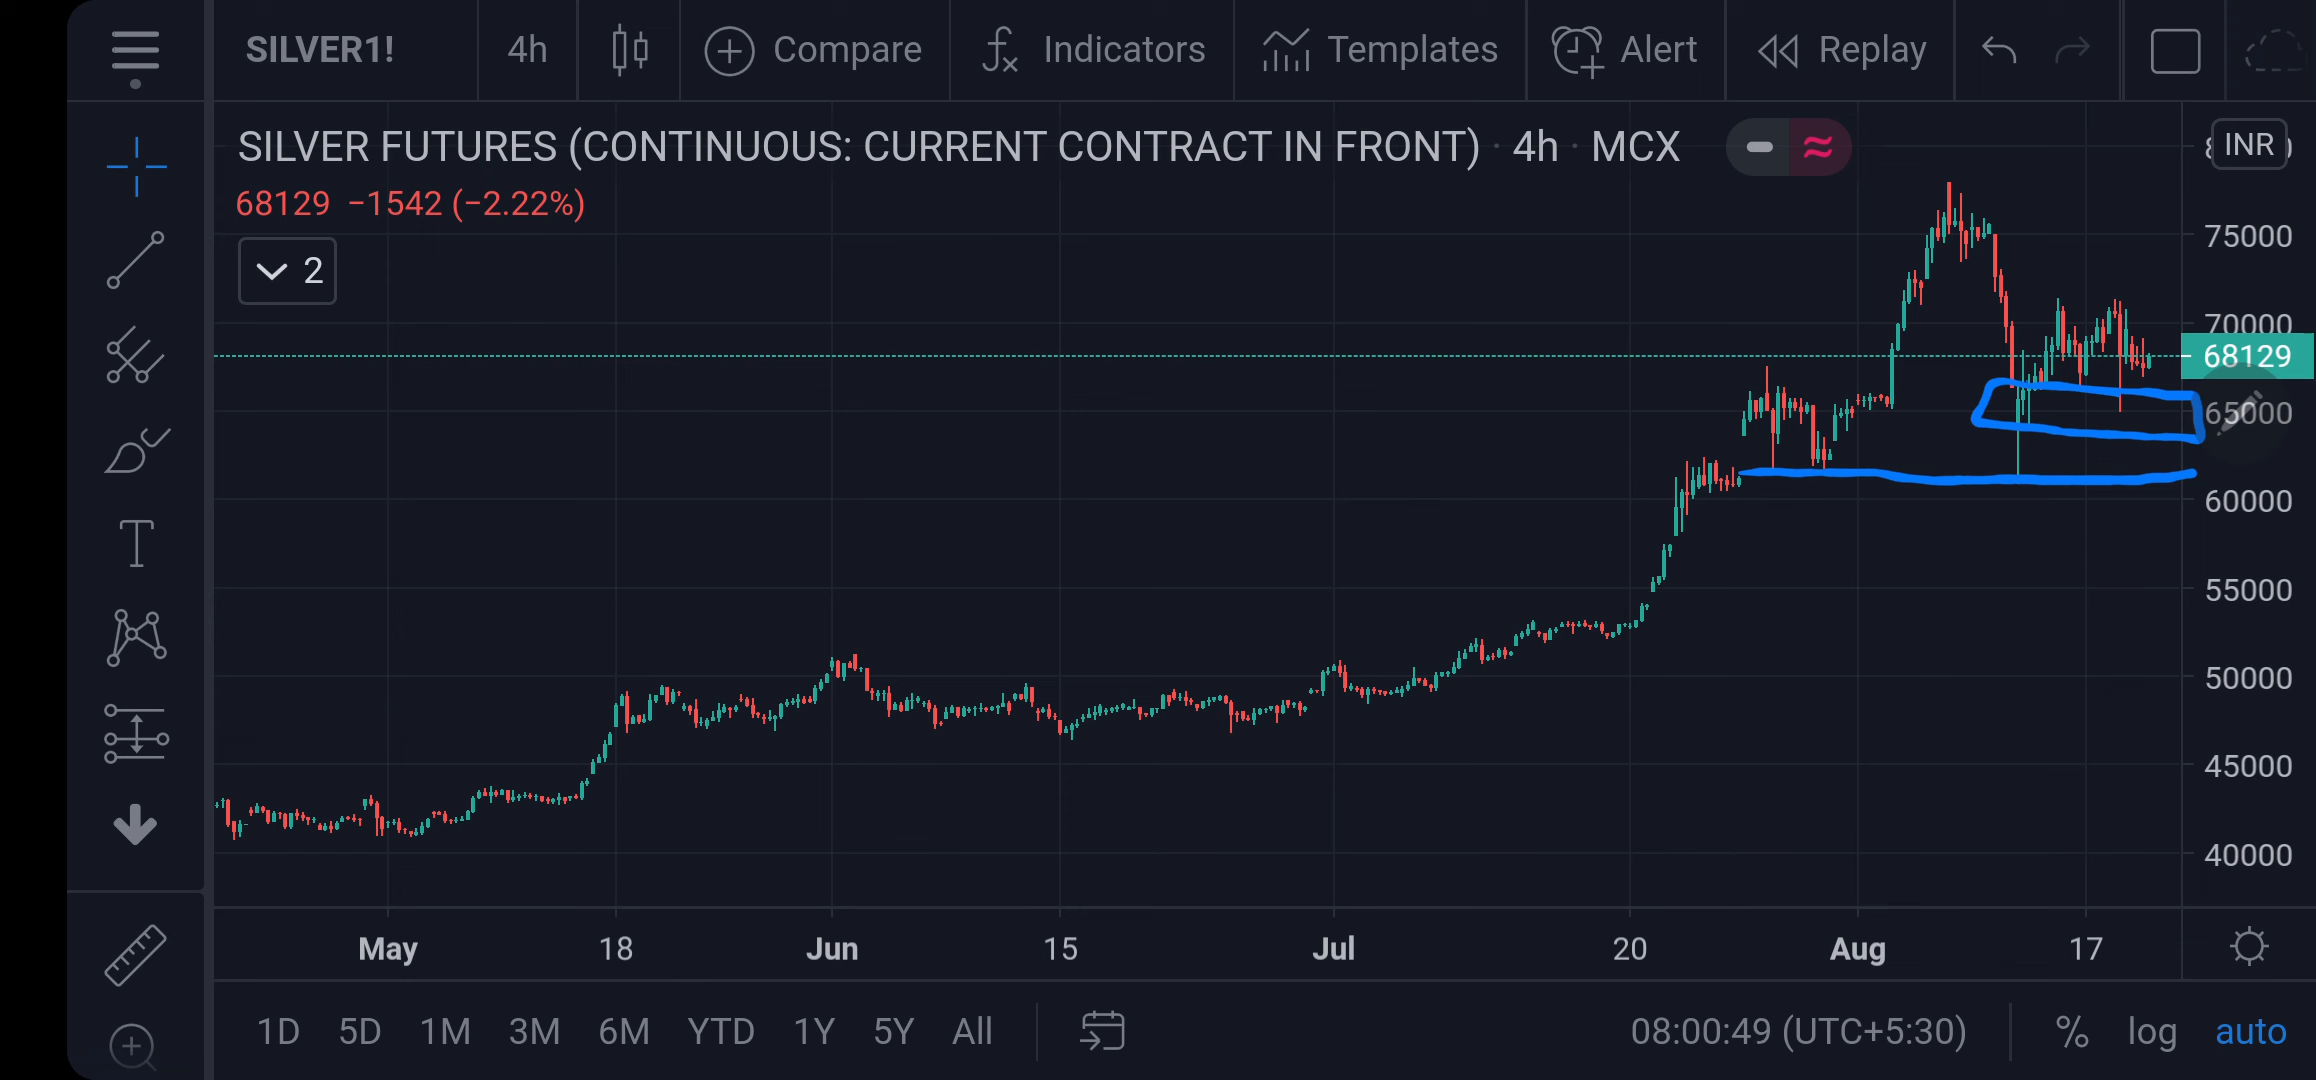 SILVER1! 4h Compare Indicators Templates Alert Replay
SILVER FUTURES (CONTINUOUS: CURRENT CONTRACT IN FRONT) · 4h · MCX
INR
68129 −1542 (−2.22%)
2
75000
70000
68129
65000
60000
55000
50000
45000
40000
May 18 Jun 15 Jul 20 Aug 17
1D 5D 1M 3M 6M YTD 1Y 5Y All 08:00:49 (UTC+5:30) % log auto